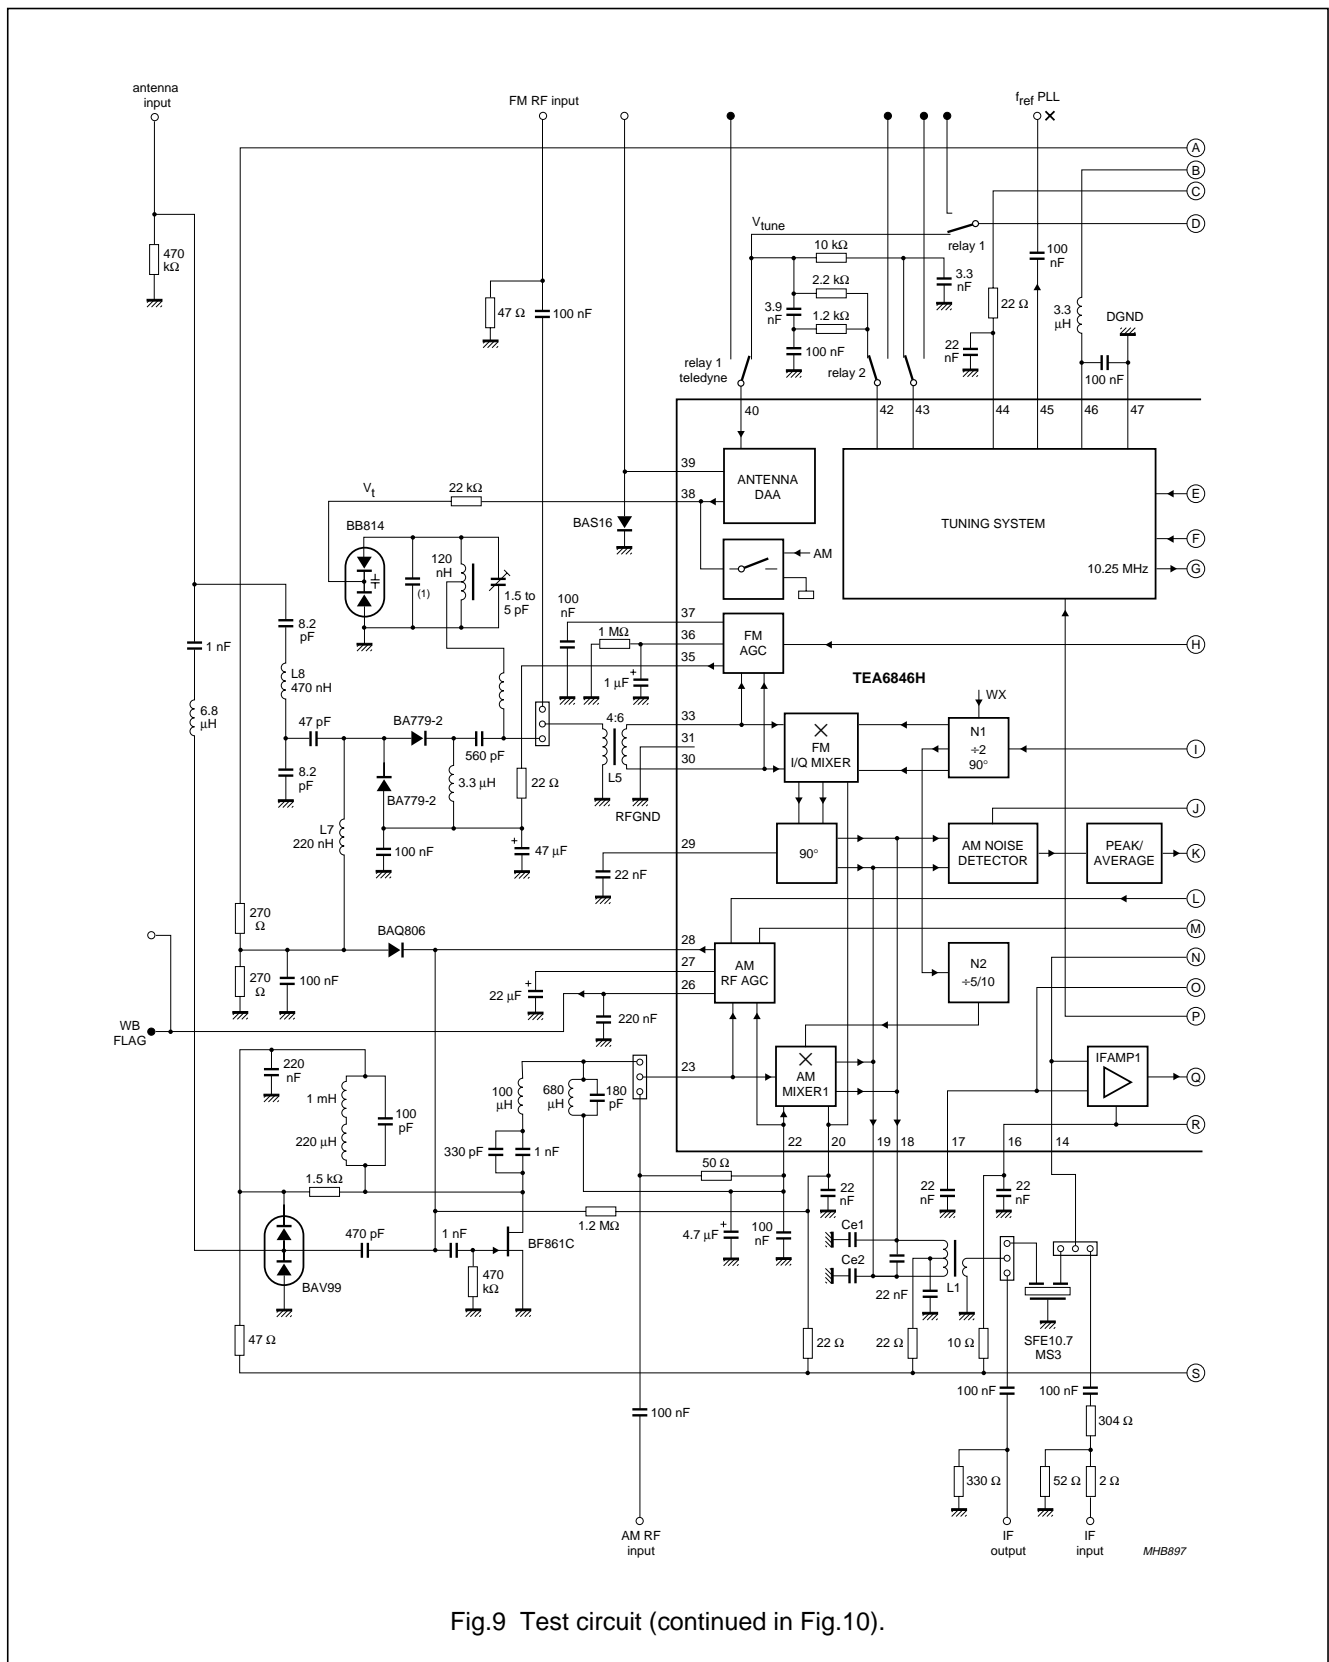 antenna
input
FM RF input
fref PLL
A
B
C
Vtune
D
relay 1
470
kΩ
10 kΩ
100
nF
2.2 kΩ
3.3
nF
47 Ω
100 nF
3.9
nF
1.2 kΩ
22 Ω
3.3
μH
DGND
100 nF
22
nF
relay 1
teledyne
relay 2
100 nF
40
42
43
44
45
46
47
39
38
ANTENNA
DAA
Vt
22 kΩ
E
BB814
BAS16
TUNING SYSTEM
F
120
nH
AM
10.25 MHz
G
(1)
1.5 to
5 pF
100
nF
37
36
35
FM
AGC
8.2
pF
1 nF
1 MΩ
H
L8
470 nH
1 μF
+
TEA6846H
WX
6.8
μH
47 pF
BA779-2
4:6
33
31
30
FM
I/Q MIXER
N1
÷2
90°
I
560 pF
8.2
pF
BA779-2
3.3 μH
22 Ω
L5
RFGND
J
L7
220 nH
100 nF
+
47 μF
29
22 nF
90°
AM NOISE
DETECTOR
PEAK/
AVERAGE
K
L
270
Ω
BAQ806
28
27
26
AM
RF AGC
M
N2
÷5/10
N
270
Ω
100 nF
22 μF
+
O
220 nF
P
WB
FLAG
220
nF
23
AM
MIXER1
IFAMP1
Q
1 mH
100
pF
100
μH
680
μH
180
pF
220 μH
330 pF
1 nF
R
22
20
19
18
17
16
14
50 Ω
1.5 kΩ
22
nF
22
nF
22
nF
1.2 MΩ
470 pF
1 nF
BF861C
4.7 μF
+
100
nF
Ce1
Ce2
470
kΩ
BAV99
22 nF
L1
47 Ω
22 Ω
22 Ω
10 Ω
SFE10.7
MS3
S
100 nF
100 nF
100 nF
304 Ω
330 Ω
52 Ω
2 Ω
AM RF
input
IF
output
IF
input
MHB897
Fig.9 Test circuit (continued in Fig.10).